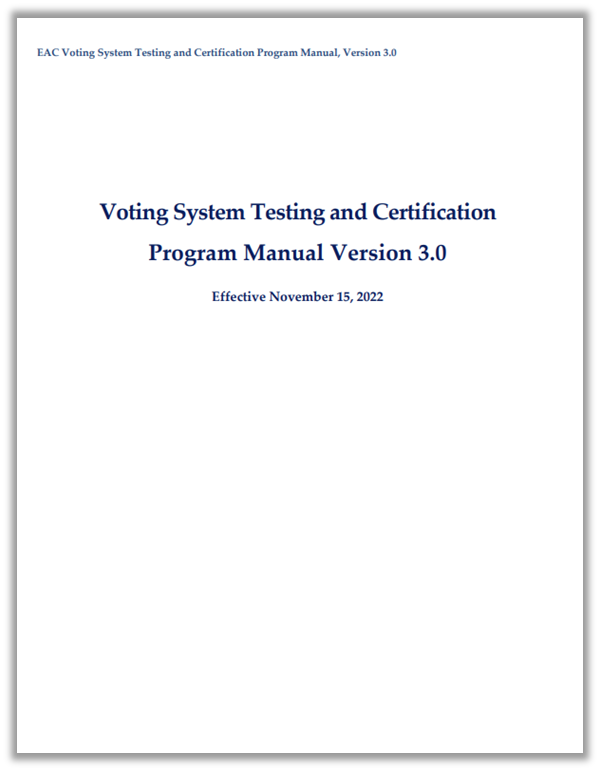 EAC Voting System Testing and Certification Program Manual, Version 3.0
Voting System Testing and Certification
Program Manual Version 3.0
Effective November 15, 2022